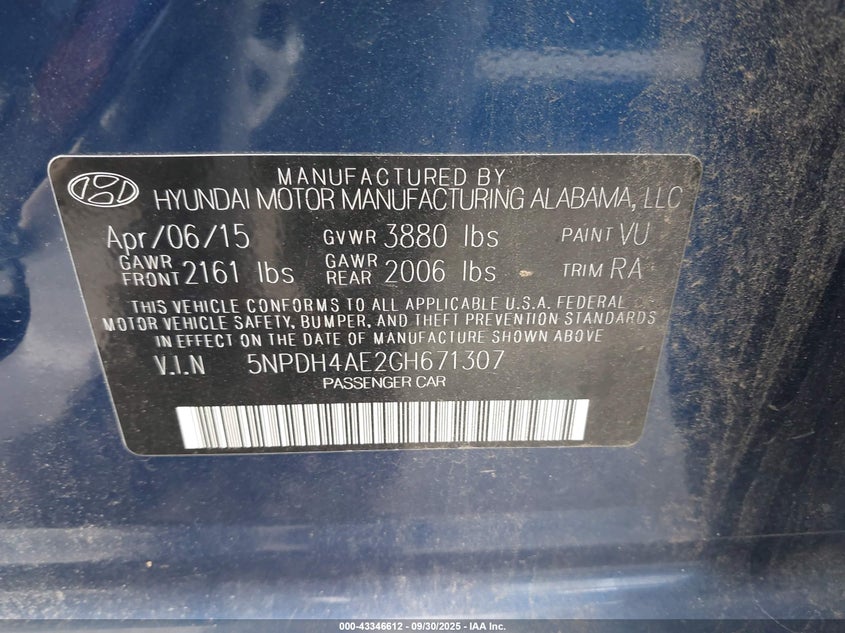 MANUFACTURED BY
HYUNDAI MOTOR MANUFACTURING ALABAMA, LLC
Apr/06/15 GVWR 3880 lbs PAINT VU
GAWR FRONT 2161 lbs GAWR REAR 2006 lbs TRIM RA
THIS VEHICLE CONFORMS TO ALL APPLICABLE U.S.A. FEDERAL
MOTOR VEHICLE SAFETY, BUMPER, AND THEFT PREVENTION STANDARDS
IN EFFECT ON THE DATE OF MANUFACTURE SHOWN ABOVE
V.I.N 5NPDH4AE2GH671307
PASSENGER CAR
000-43346612 - 09/30/2025 - IAA Inc.